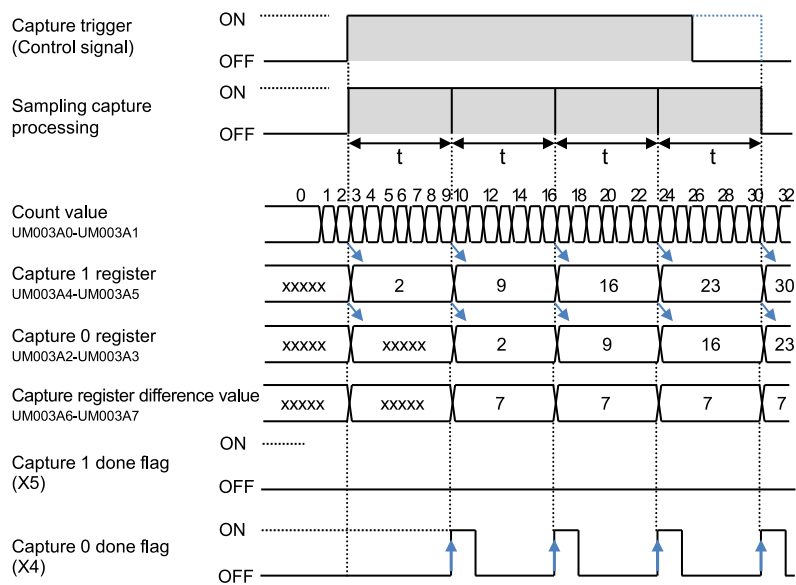 Capture trigger
(Control signal)
ON
OFF
Sampling capture
processing
ON
OFF
t t t t
Count value
UM003A0-UM003A1
0 1 2 3 4 5 6 7 8 9 10 12 14 16 18 20 22 24 26 28 30 32
Capture 1 register
UM003A4-UM003A5
xxxxx 2 9 16 23 30
Capture 0 register
UM003A2-UM003A3
xxxxx xxxxx 2 9 16 23
Capture register difference value
UM003A6-UM003A7
xxxxx xxxxx 7 7 7 7
Capture 1 done flag
(X5)
ON
OFF
Capture 0 done flag
(X4)
ON
OFF